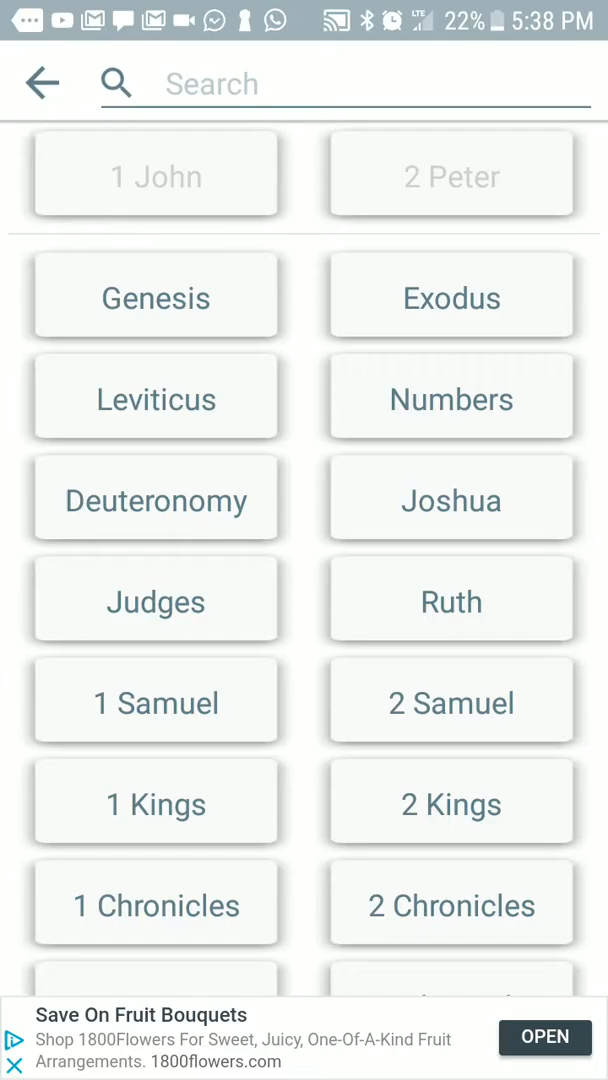 LTE 22% 5:38 PM
Search
1 John 2 Peter
Genesis Exodus
Leviticus Numbers
Deuteronomy Joshua
Judges Ruth
1 Samuel 2 Samuel
1 Kings 2 Kings
1 Chronicles 2 Chronicles
Save On Fruit Bouquets
Shop 1800Flowers For Sweet, Juicy, One-Of-A-Kind Fruit
Arrangements. 1800flowers.com
OPEN